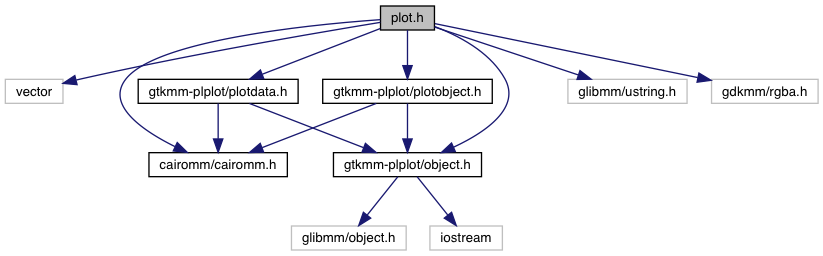 plot.h
vector
gtkmm-plplot/plotdata.h
gtkmm-plplot/plotobject.h
glibmm/ustring.h
gdkmm/rgba.h
cairomm/cairomm.h
gtkmm-plplot/object.h
glibmm/object.h
iostream